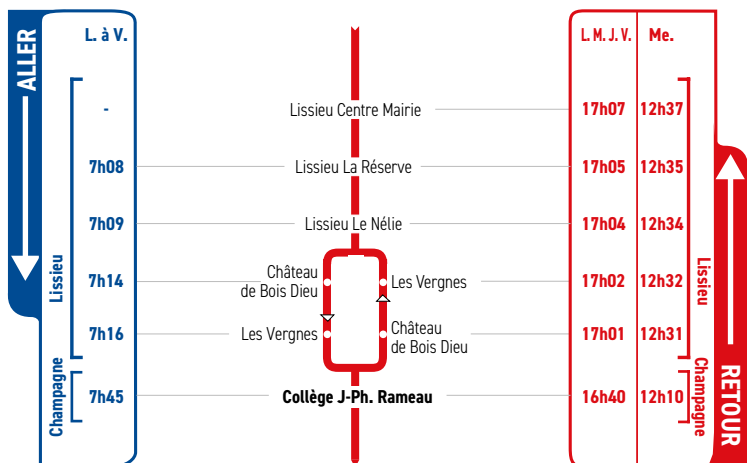 ALLER
L. à V.
L. M. J. V. Me.
- Lissieu Centre Mairie 17h07 12h37
7h08 Lissieu La Réserve 17h05 12h35
7h09 Lissieu Le Nélie 17h04 12h34
7h14 Château de Bois Dieu Les Vergnes 17h02 12h32
7h16 Les Vergnes Château de Bois Dieu 17h01 12h31
7h45 Collège J-Ph. Rameau 16h40 12h10
Lissieu
Champagne
Lissieu
Champagne
RETOUR